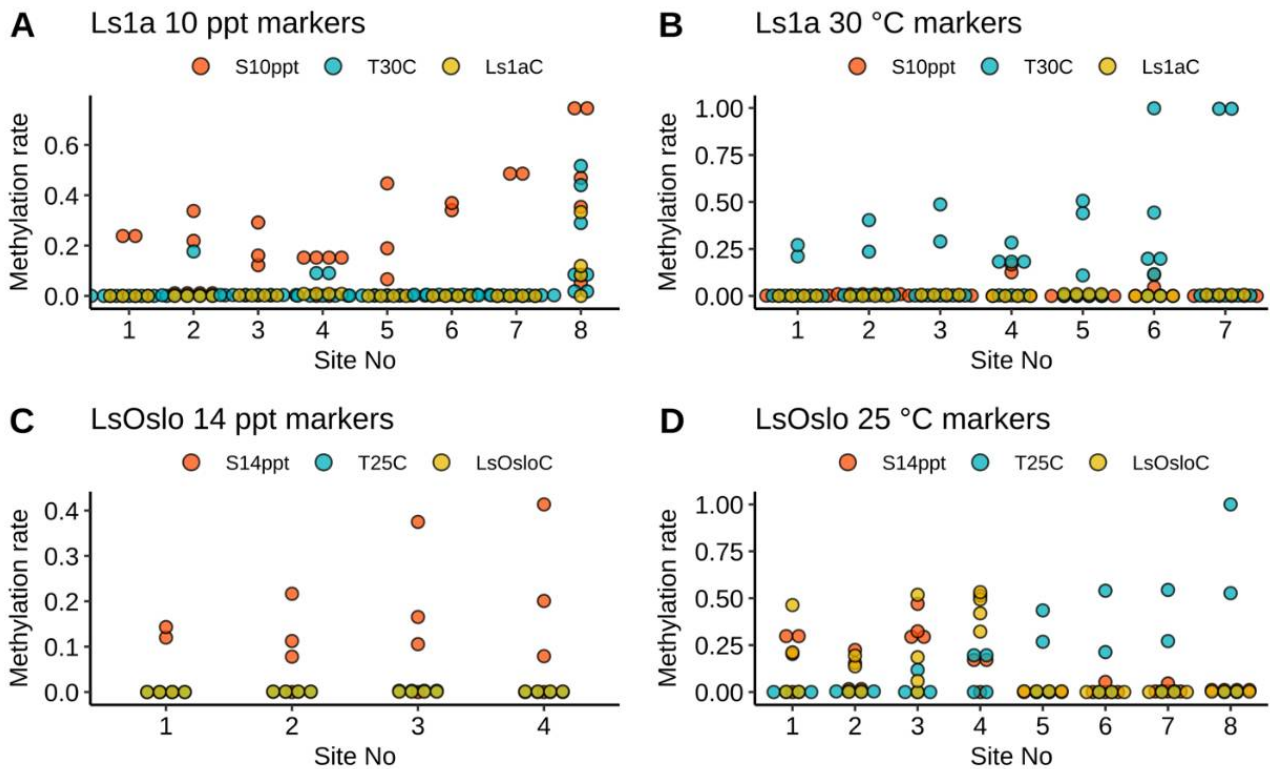 A Ls1a 10 ppt markers
S10ppt T30C Ls1aC
Methylation rate
0.6
0.4
0.2
0.0
1 2 3 4 5 6 7 8
Site No
B Ls1a 30 °C markers
S10ppt T30C Ls1aC
Methylation rate
1.00
0.75
0.50
0.25
0.00
1 2 3 4 5 6 7
Site No
C LsOslo 14 ppt markers
S14ppt T25C LsOsloC
Methylation rate
0.4
0.3
0.2
0.1
0.0
1 2 3 4
Site No
D LsOslo 25 °C markers
S14ppt T25C LsOsloC
Methylation rate
1.00
0.75
0.50
0.25
0.00
1 2 3 4 5 6 7 8
Site No